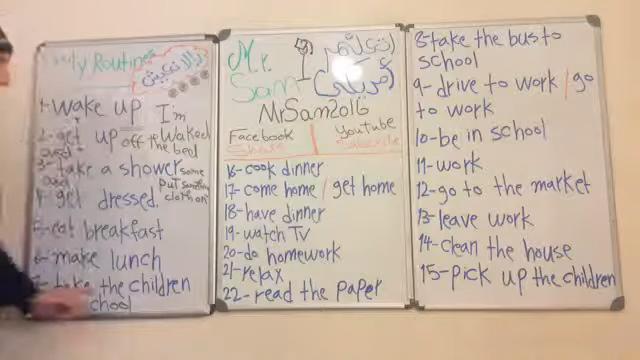 Daily Routines
1- wake up I'm
waked
2- get up off the bed
3- take a shower
4- get dressed. put something
cloth on
5- eat breakfast
6- make lunch
7- take the children
school
Mr.
Sam
MrSam2016
Facebook
Share
YouTube
Subscribe
16- cook dinner
17- come home / get home
18- have dinner
19- watch TV
20- do homework
21- relax
22- read the paper
8- take the bus to
school
9- drive to work / go
to work
10- be in school
11- work
12- go to the market
13- leave work
14- clean the house
15- pick up the children